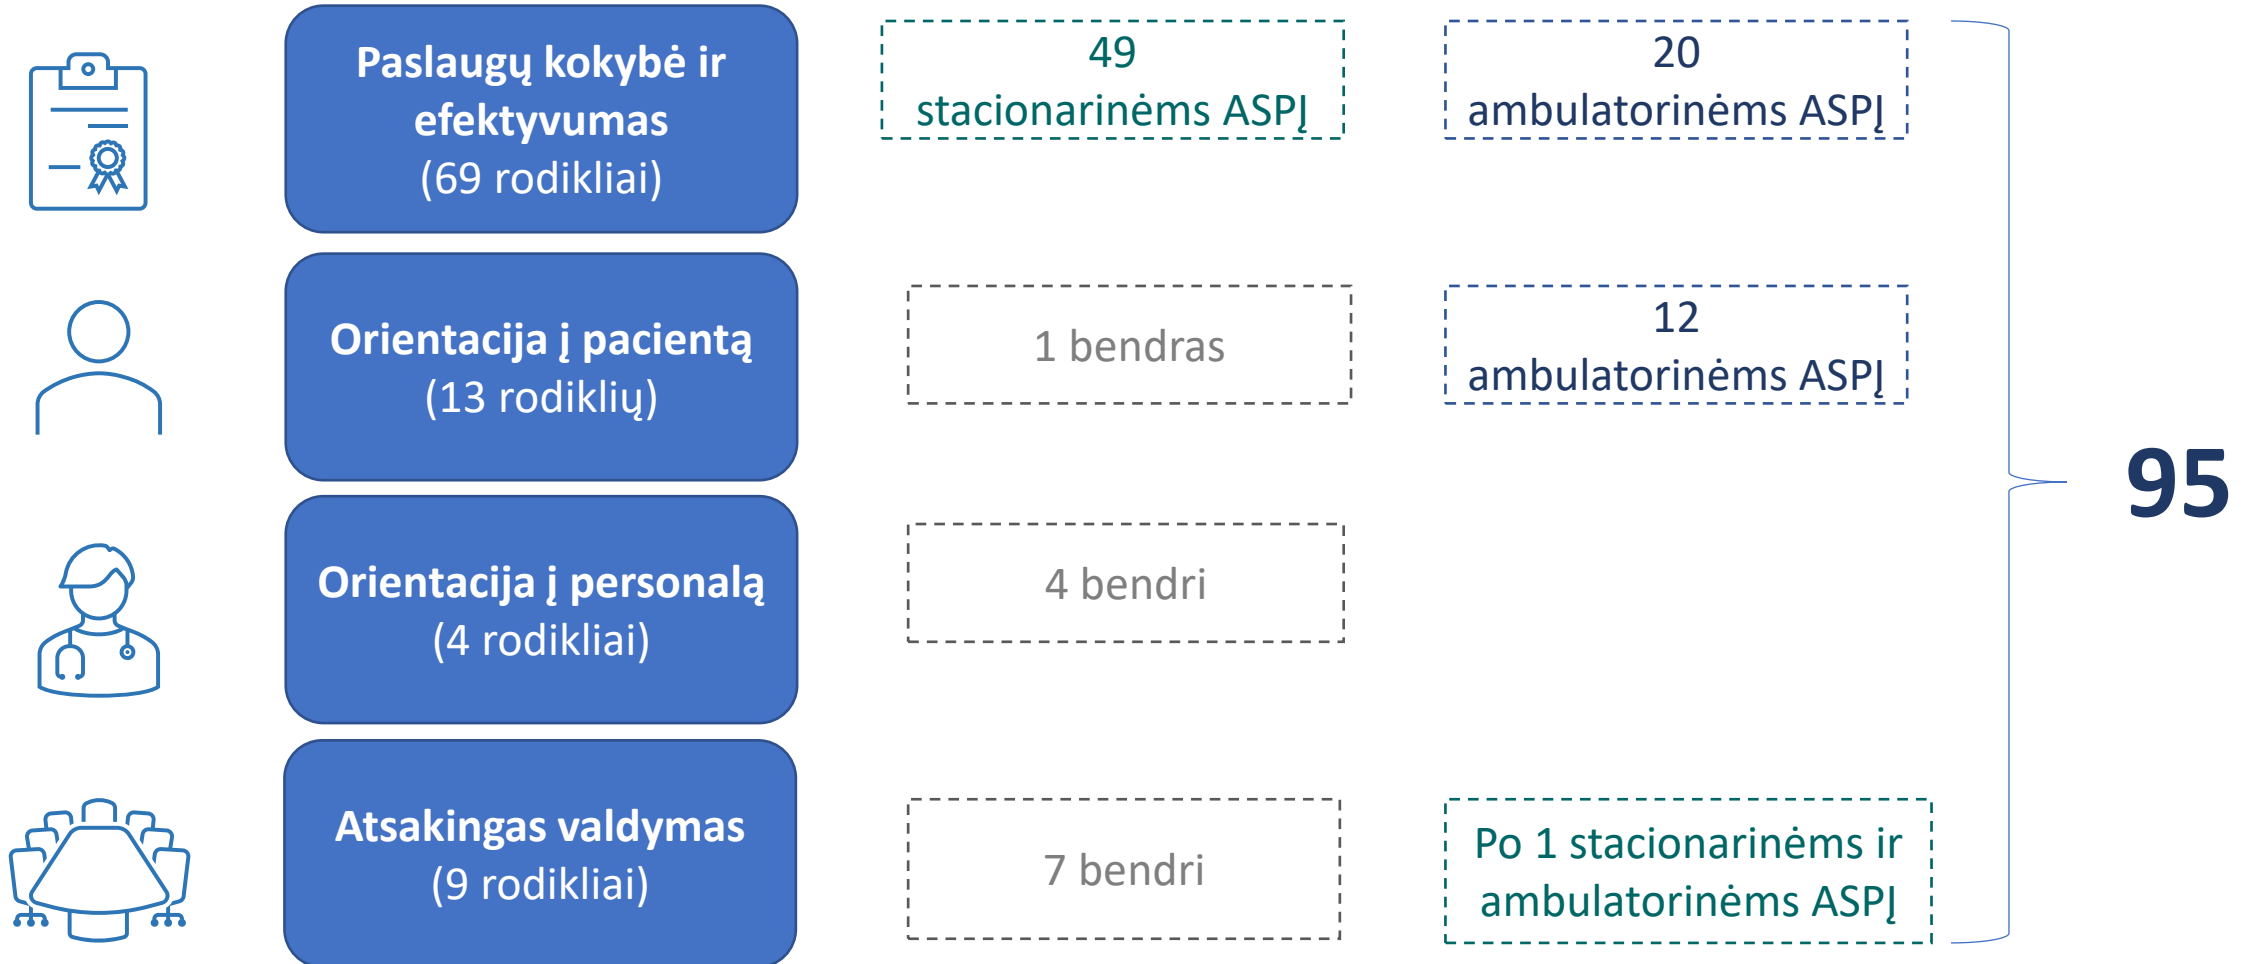 Paslaugų kokybė ir
efektyvumas
(69 rodikliai)
49
stacionarinėms ASPĮ
20
ambulatorinėms ASPĮ
Orientacija į pacientą
(13 rodiklių)
1 bendras
12
ambulatorinėms ASPĮ
95
Orientacija į personalą
(4 rodikliai)
4 bendri
Atsakingas valdymas
(9 rodikliai)
7 bendri
Po 1 stacionarinėms ir
ambulatorinėms ASPĮ